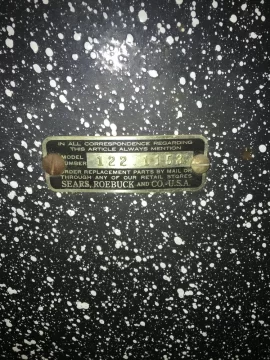 IN ALL CORRESPONDENCE REGARDING
THIS ARTICLE ALWAYS MENTION
MODEL
NUMBER
ORDER REPLACEMENT PARTS BY MAIL OR
THROUGH ANY OF OUR RETAIL STORES
SEARS, ROEBUCK AND CO.-U.S.A.